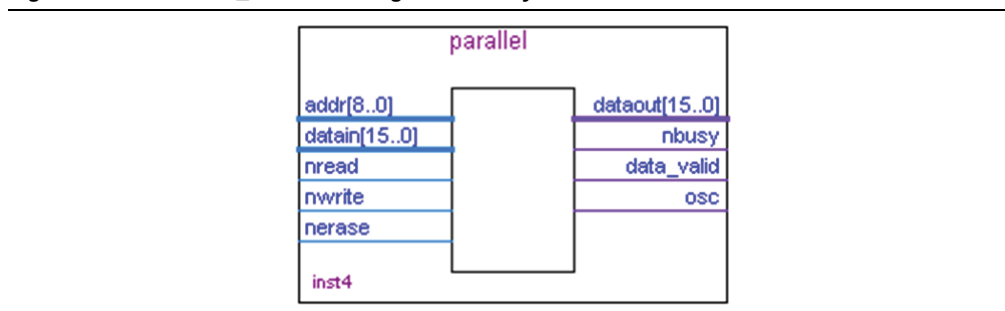 parallel
addr[8..0]
dataout[15..0]
datain[15..0]
nbusy
nread
data_valid
nwrite
osc
nerase
inst4